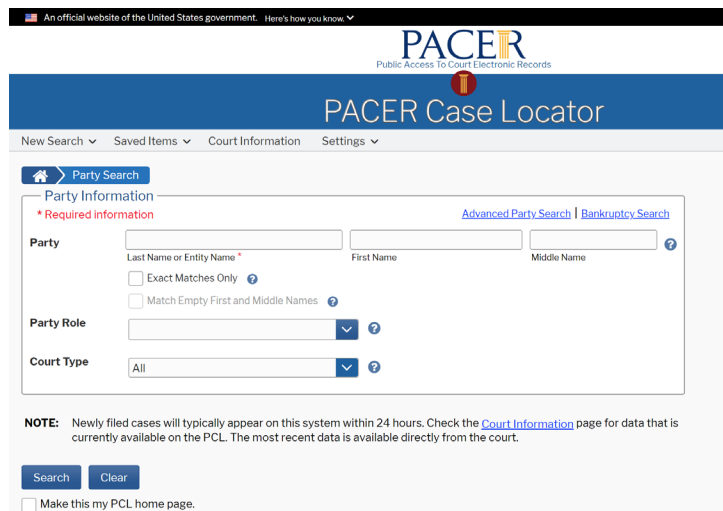 An official website of the United States government. Here's how you know.
PACER
Public Access To Court Electronic Records
PACER Case Locator
New Search Saved Items Court Information Settings
Party Search
Party Information
* Required information Advanced Party Search | Bankruptcy Search
Party
Last Name or Entity Name * First Name Middle Name
Exact Matches Only
Match Empty First and Middle Names
Party Role
Court Type All
NOTE: Newly filed cases will typically appear on this system within 24 hours. Check the Court Information page for data that is
currently available on the PCL. The most recent data is available directly from the court.
Search Clear
Make this my PCL home page.